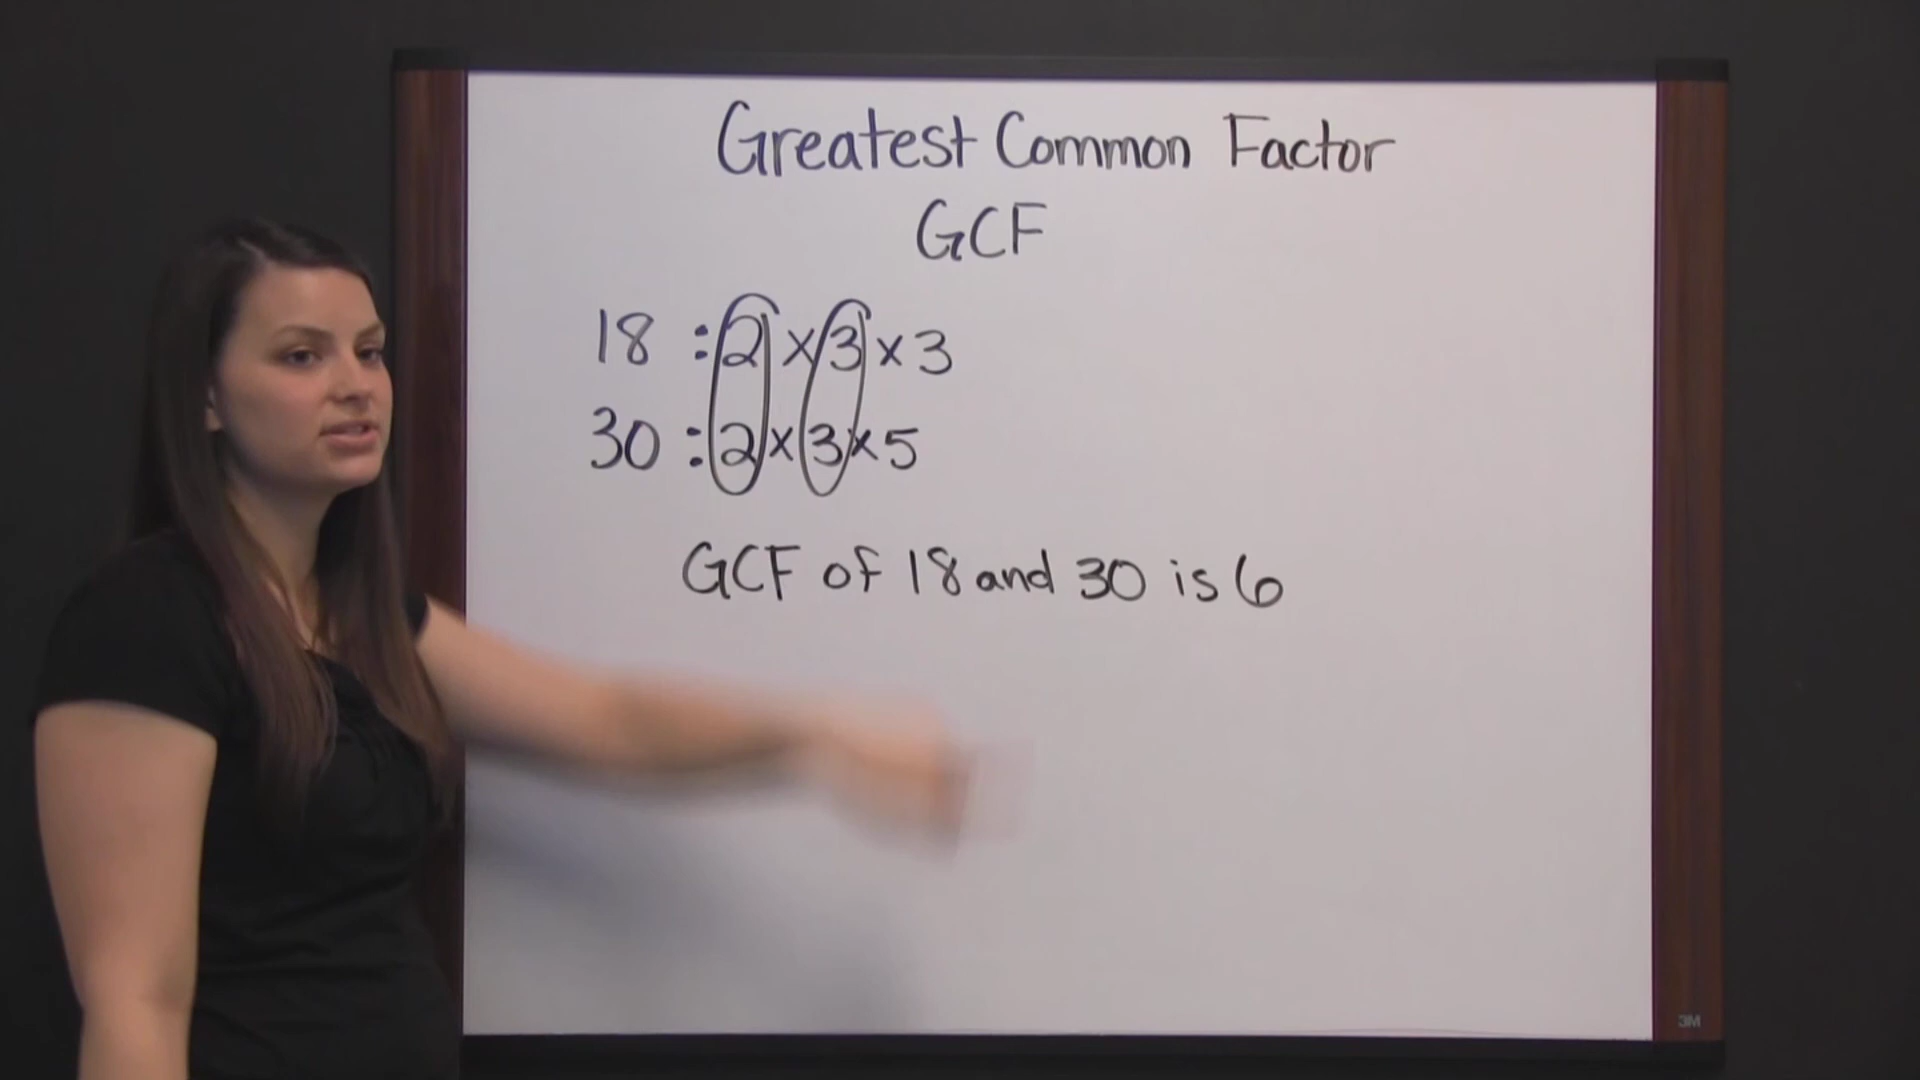 Greatest Common Factor
GCF
18 : 2 × 3 × 3
30 : 2 × 3 × 5
GCF of 18 and 30 is 6
3M